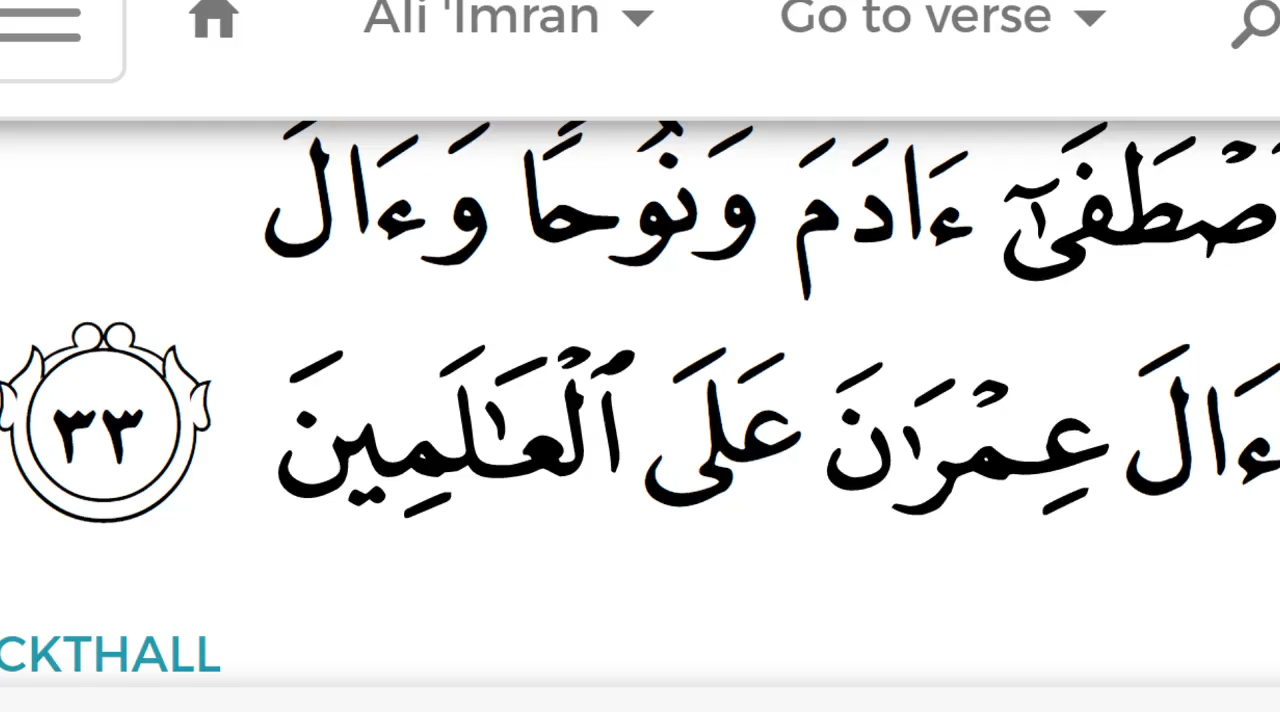 Ali 'Imran Go to verse
صْطَفَىٰٓ ءَادَمَ وَنُوحًا وَءَالَ
ءَالَ عِمْرَٰنَ عَلَى ٱلْعَـٰلَمِينَ ٣٣
CKTHALL